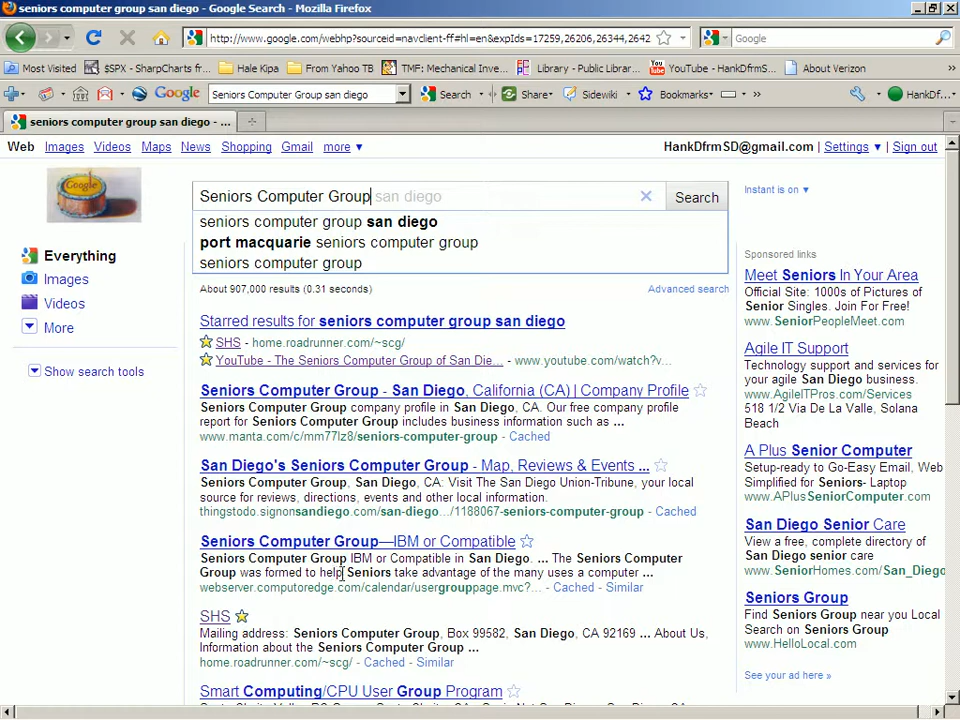 seniors computer group san diego - Google Search - Mozilla Firefox
http://www.google.com/webhp?sourceid=navclient-ff#hl=en&expIds=17259,26206,26344,2642
Google
Most Visited $SPX - SharpCharts fr... Hale Kipa From Yahoo TB TMF: Mechanical Inve... Library - Public Librar... YouTube - HankDfrmS... About Verizon »
Google Seniors Computer Group san diego Search Share Sidewiki Bookmarks » HankDf...
seniors computer group san diego - ...
Web Images Videos Maps News Shopping Gmail more HankDfrmSD@gmail.com | Settings | Sign out
Google
Seniors Computer Group san diego
Search
Instant is on
seniors computer group san diego
port macquarie seniors computer group
seniors computer group
Everything
Images
Videos
More
Show search tools
About 907,000 results (0.31 seconds)
Advanced search
Starred results for seniors computer group san diego
SHS - home.roadrunner.com/~scg/
YouTube - The Seniors Computer Group of San Die... - www.youtube.com/watch?v...
Seniors Computer Group - San Diego, California (CA) | Company Profile
Seniors Computer Group company profile in San Diego, CA. Our free company profile
report for Seniors Computer Group includes business information such as ...
www.manta.com/c/mm77lz8/seniors-computer-group - Cached
San Diego's Seniors Computer Group - Map, Reviews & Events ...
Seniors Computer Group, San Diego, CA: Visit The San Diego Union-Tribune, your local
source for reviews, directions, events and other local information.
thingstodo.signonsandiego.com/san-diego.../1188067-seniors-computer-group - Cached
Seniors Computer Group—IBM or Compatible
Seniors Computer Group IBM or Compatible in San Diego. ... The Seniors Computer
Group was formed to help Seniors take advantage of the many uses a computer ...
webserver.computoredge.com/calendar/usergrouppage.mvc?... - Cached - Similar
SHS
Mailing address: Seniors Computer Group, Box 99582, San Diego, CA 92169 ... About Us,
Information about the Seniors Computer Group ...
home.roadrunner.com/~scg/ - Cached - Similar
Smart Computing/CPU User Group Program
Sponsored links
Meet Seniors In Your Area
Official Site: 1000s of Pictures of
Senior Singles. Join For Free!
www.SeniorPeopleMeet.com
Agile IT Support
Technology support and services for
your agile San Diego business.
www.AgileITPros.com/Services
518 1/2 Via De La Valle, Solana
Beach
A Plus Senior Computer
Setup-ready to Go-Easy Email, Web
Simplified for Seniors- Laptop
www.APlusSeniorComputer.com
San Diego Senior Care
View a free, complete directory of
senior care
www.SeniorHomes.com/San_Diego
Seniors Group
Find Seniors Group near you Local
Search on Seniors Group
www.HelloLocal.com
See your ad here »